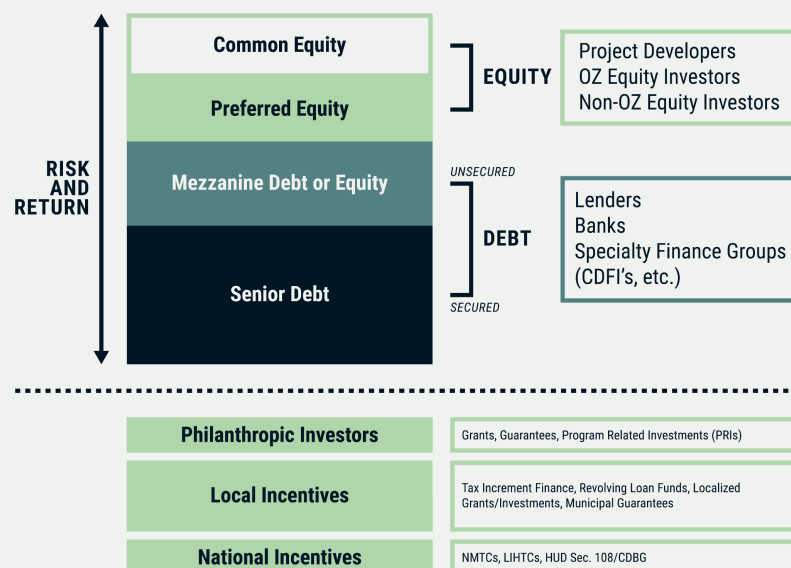 Common Equity
Preferred Equity
EQUITY
Project Developers
OZ Equity Investors
Non-OZ Equity Investors
RISK
AND
RETURN
Mezzanine Debt or Equity
UNSECURED
DEBT
Senior Debt
SECURED
Lenders
Banks
Specialty Finance Groups
(CDFI's, etc.)
Philanthropic Investors
Grants, Guarantees, Program Related Investments (PRIs)
Local Incentives
Tax Increment Finance, Revolving Loan Funds, Localized
Grants/Investments, Municipal Guarantees
National Incentives
NMTCs, LIHTCs, HUD Sec. 108/CDBG